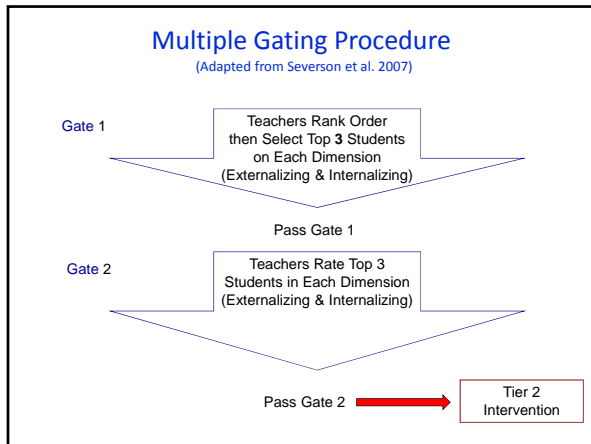 Multiple Gating Procedure
(Adapted from Severson et al. 2007)
Gate 1
Teachers Rank Order
then Select Top 3 Students
on Each Dimension
(Externalizing & Internalizing)
Pass Gate 1
Gate 2
Teachers Rate Top 3
Students in Each Dimension
(Externalizing & Internalizing)
Pass Gate 2
Tier 2
Intervention